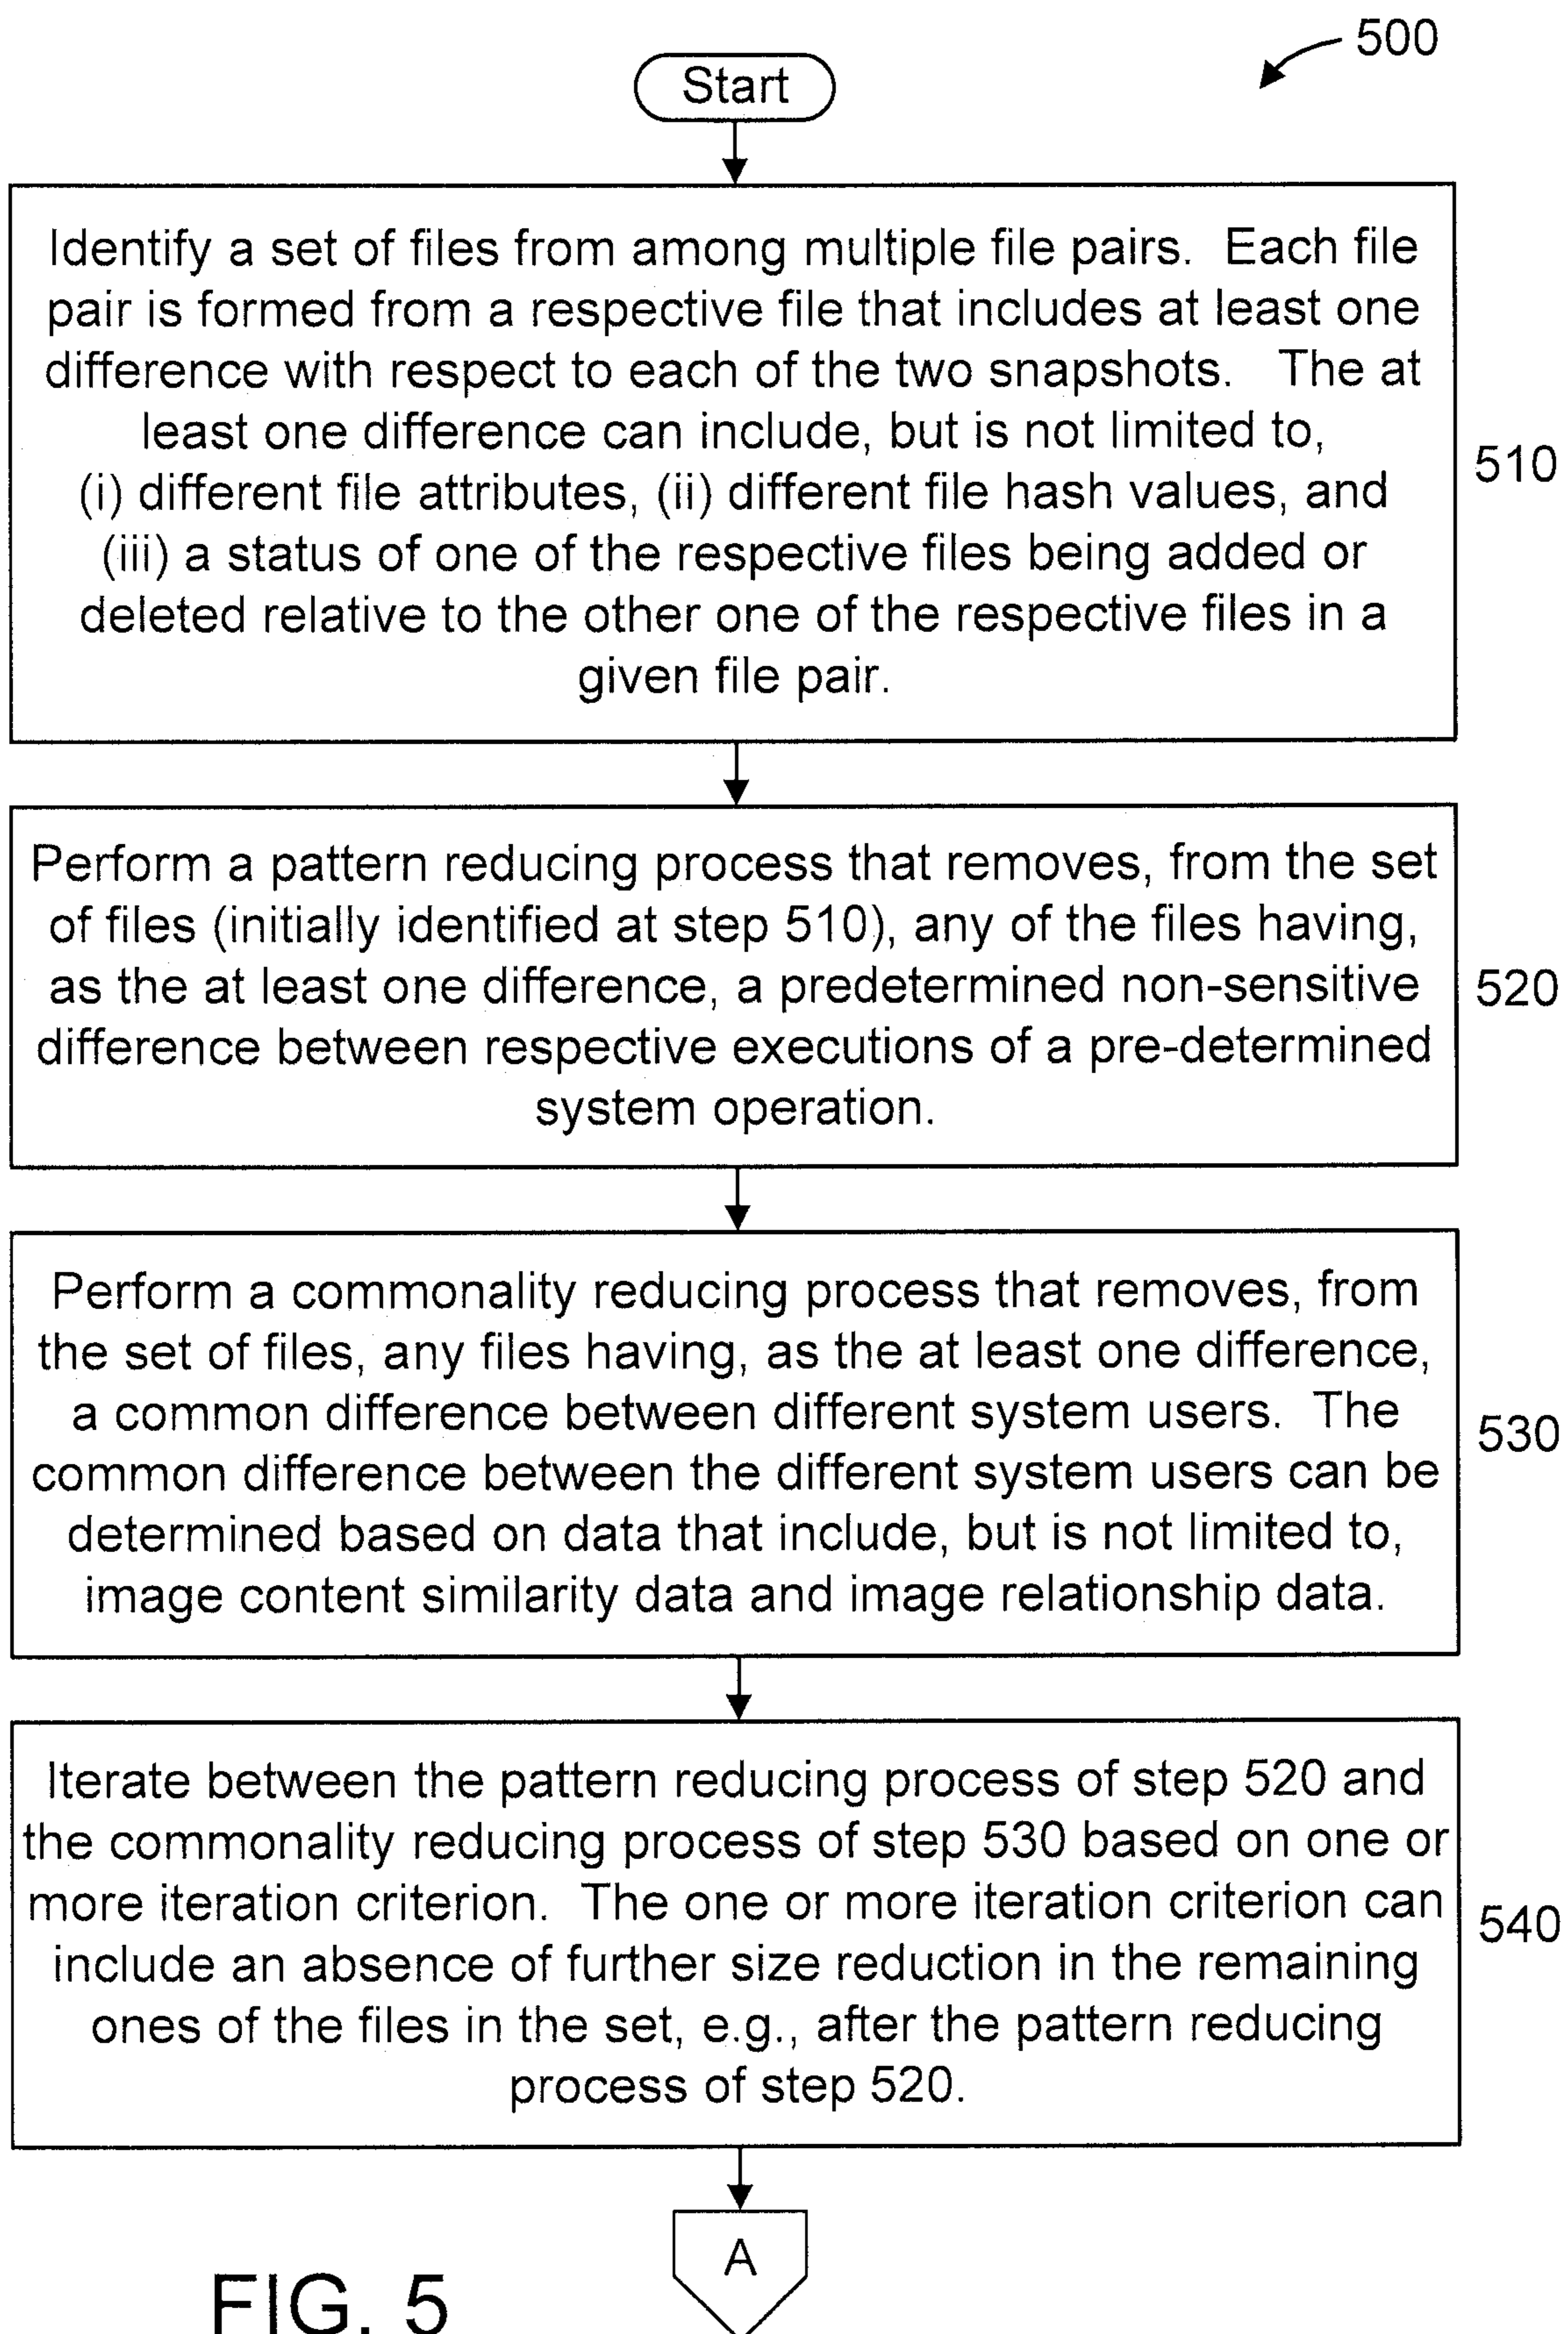 500
Start
Identify a set of files from among multiple file pairs. Each file
pair is formed from a respective file that includes at least one
difference with respect to each of the two snapshots. The at
least one difference can include, but is not limited to,
(i) different file attributes, (ii) different file hash values, and
(iii) a status of one of the respective files being added or
deleted relative to the other one of the respective files in a
given file pair.
510
Perform a pattern reducing process that removes, from the set
of files (initially identified at step 510), any of the files having,
as the at least one difference, a predetermined non-sensitive
difference between respective executions of a pre-determined
system operation.
520
Perform a commonality reducing process that removes, from
the set of files, any files having, as the at least one difference,
a common difference between different system users. The
common difference between the different system users can be
determined based on data that include, but is not limited to,
image content similarity data and image relationship data.
530
Iterate between the pattern reducing process of step 520 and
the commonality reducing process of step 530 based on one or
more iteration criterion. The one or more iteration criterion can
include an absence of further size reduction in the remaining
ones of the files in the set, e.g., after the pattern reducing
process of step 520.
540
A
FIG. 5